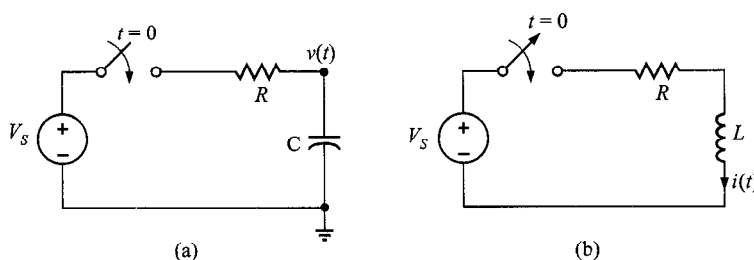 t = 0
v(t)
R
V_S
+
−
C
(a)
t = 0
R
V_S
+
−
L
i(t)
(b)